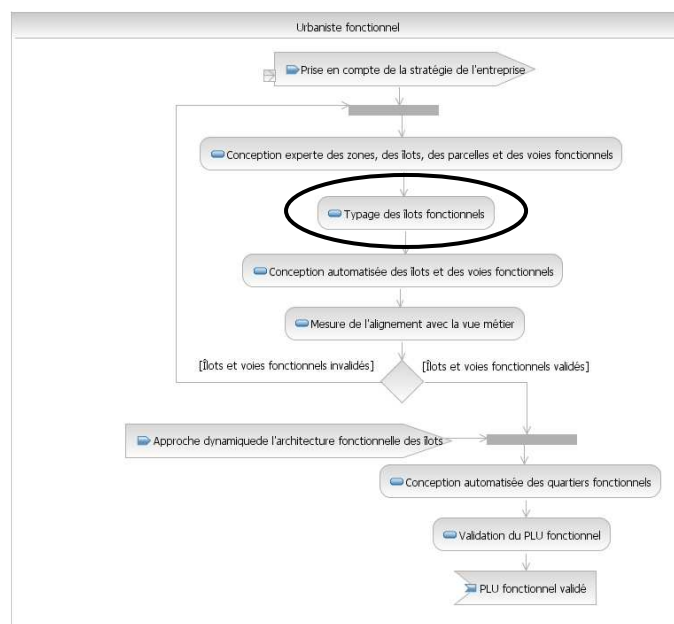 Urbaniste fonctionnel
Prise en compte de la stratégie de l'entreprise
Conception experte des zones, des îlots, des parcelles et des voies fonctionnels
Typage des îlots fonctionnels
Conception automatisée des îlots et des voies fonctionnels
Mesure de l'alignement avec la vue métier
[Îlots et voies fonctionnels invalidés]
[Îlots et voies fonctionnels validés]
Approche dynamiquede l'architecture fonctionnelle des îlots
Conception automatisée des quartiers fonctionnels
Validation du PLU fonctionnel
PLU fonctionnel validé